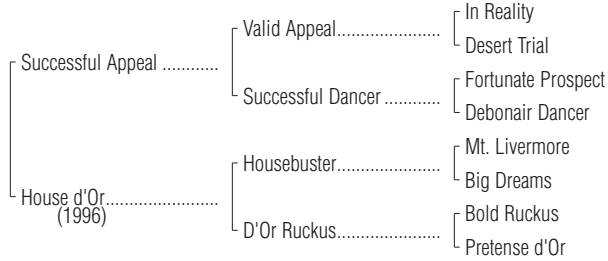 In Reality
Valid Appeal....................
Desert Trial
Successful Appeal ............
Fortunate Prospect
Successful Dancer ............
Debonair Dancer
Mt. Livermore
Housebuster.....................
Big Dreams
House d'Or........................
(1996)
Bold Ruckus
D'Or Ruckus.....................
Pretense d'Or